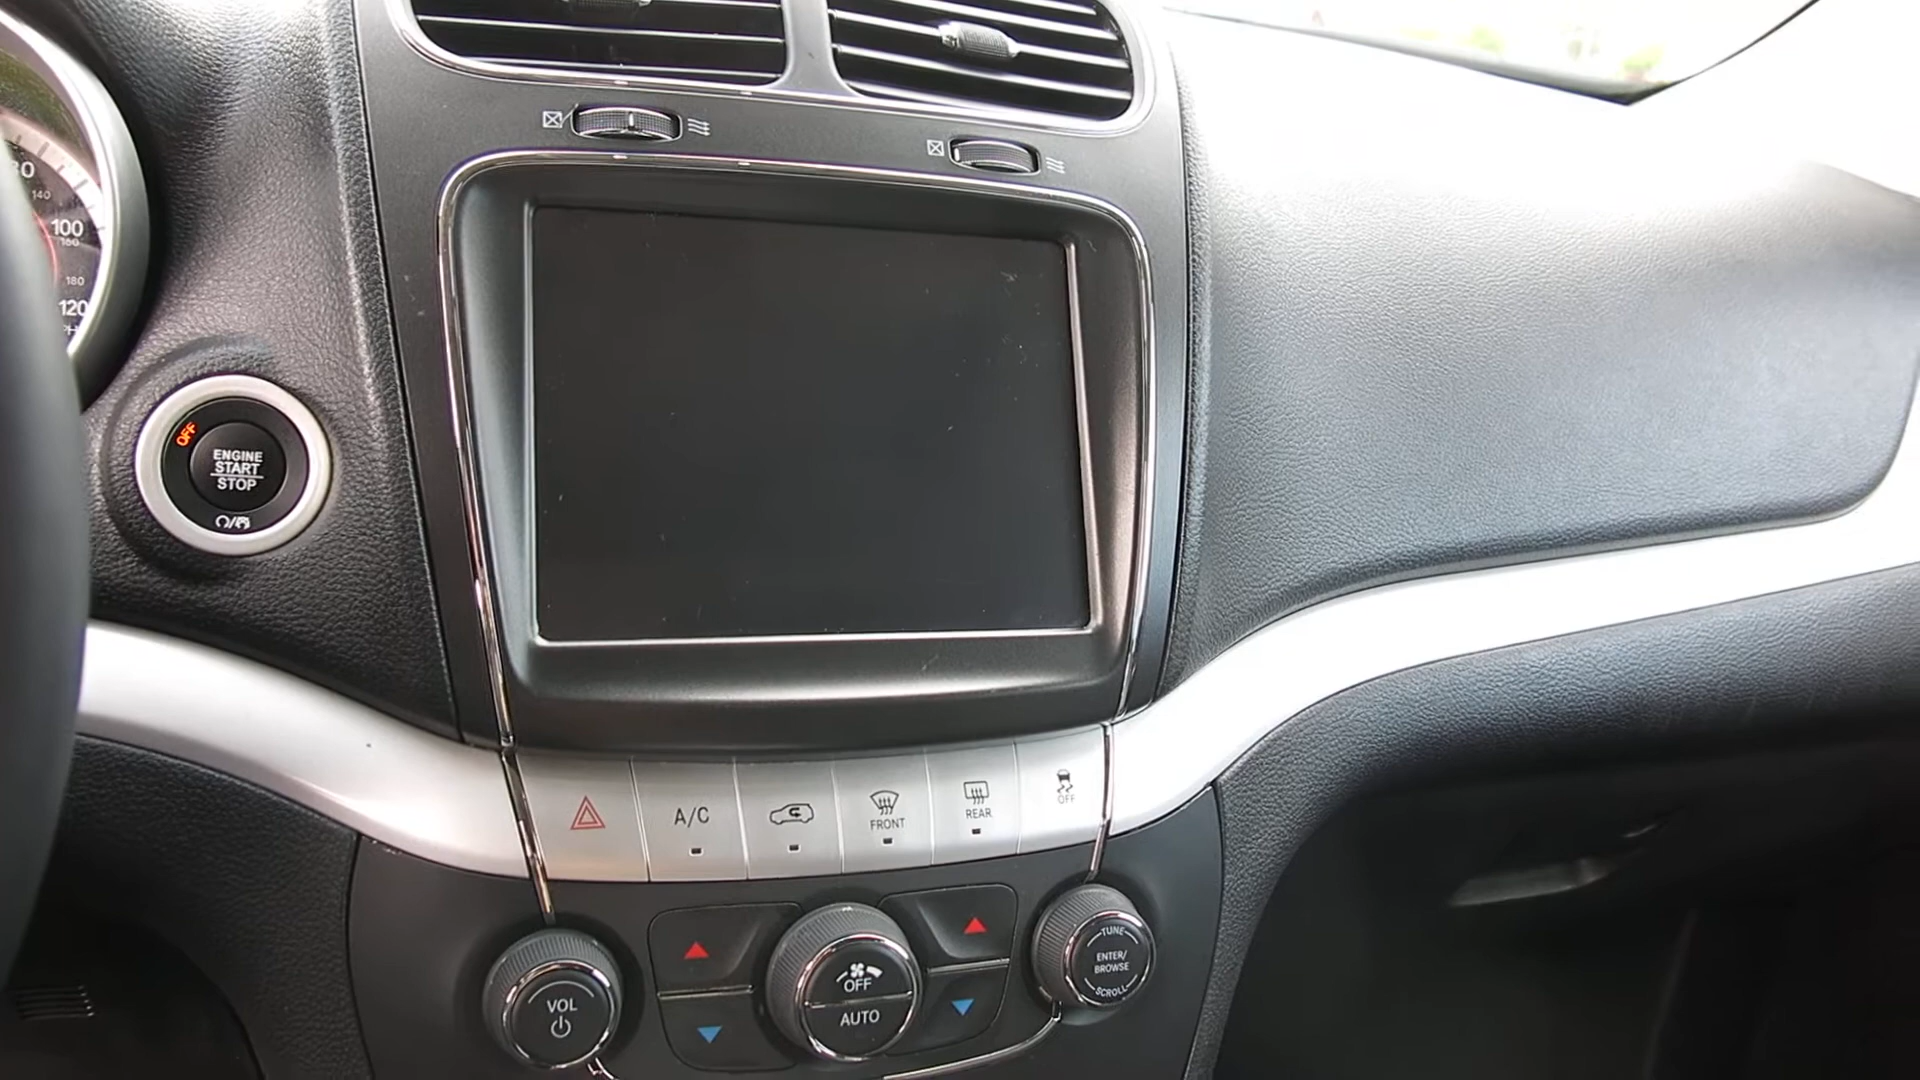 140
100
160
180
120
OFF
ENGINE
START
STOP
A/C
FRONT
REAR
OFF
VOL
OFF
AUTO
TUNE
ENTER/
BROWSE
SCROLL